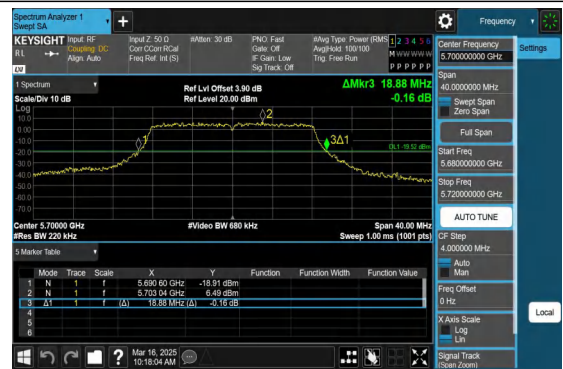 Spectrum Analyzer 1
Swept SA
+
Frequency
KEYSIGHT
RL
LXI
Input: RF
Coupling: DC
Align: Auto
Input Z: 50 Ω
Corr CCorr RCal
Freq Ref: Int (S)
#Atten: 30 dB
PNO: Fast
Gate: Off
IF Gain: Low
Sig Track: Off
#Avg Type: Power (RMS
Avg|Hold: 100/100
Trig: Free Run
1 2 3 4 5 6
M W W W W W
P P P P P P
1 Spectrum
Scale/Div 10 dB
Ref Lvl Offset 3.90 dB
Ref Level 20.00 dBm
ΔMkr3 18.88 MHz
-0.16 dB
Log
10.0
0.00
-10.0
-20.0
-30.0
-40.0
-50.0
-60.0
-70.0
1
2
3Δ1
DL1 -19.52 dBm
Center 5.70000 GHz
#Res BW 220 kHz
#Video BW 680 kHz
Span 40.00 MHz
Sweep 1.00 ms (1001 pts)
5 Marker Table
Mode Trace Scale X Y Function Function Width Function Value
1 N 1 f 5.690 60 GHz -18.91 dBm
2 N 1 f 5.703 04 GHz 6.49 dBm
3 Δ1 1 f (Δ) 18.88 MHz (Δ) -0.16 dB
4
5
6
?
Mar 16, 2025
10:18:04 AM
Center Frequency
5.700000000 GHz
Settings
Span
40.0000000 MHz
Swept Span
Zero Span
Full Span
Start Freq
5.680000000 GHz
Stop Freq
5.720000000 GHz
AUTO TUNE
CF Step
4.000000 MHz
Auto
Man
Freq Offset
0 Hz
X Axis Scale
Log
Lin
Local
Signal Track
(Span Zoom)